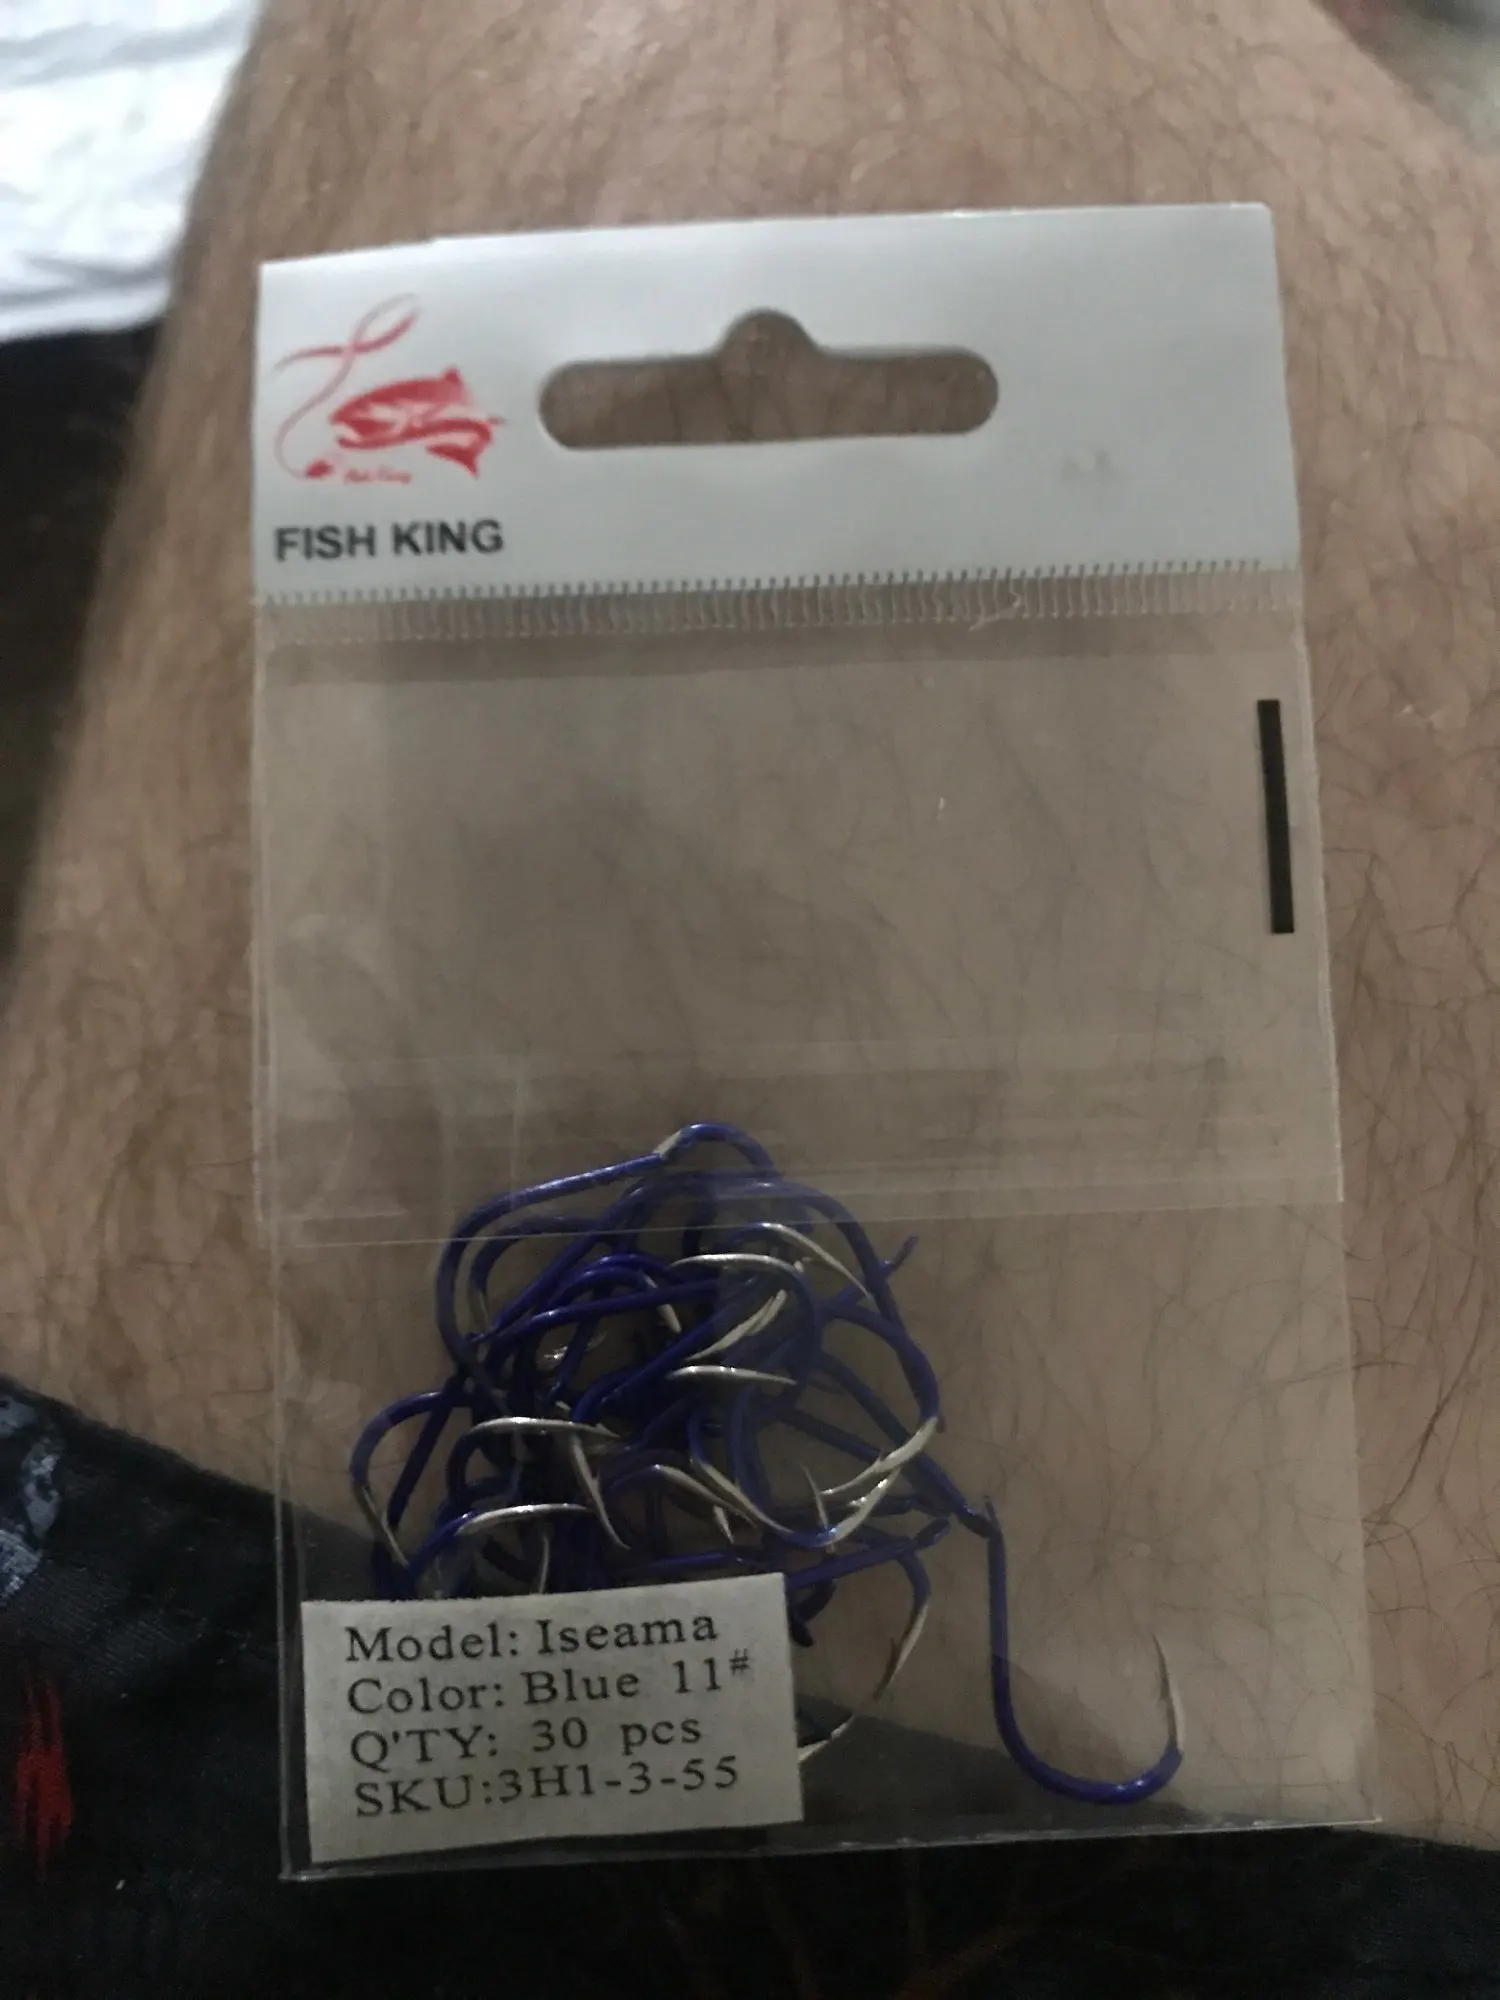 FISH KING
Model: Iseama
Color: Blue 11#
Q'TY: 30 pcs
SKU:3H1-3-55